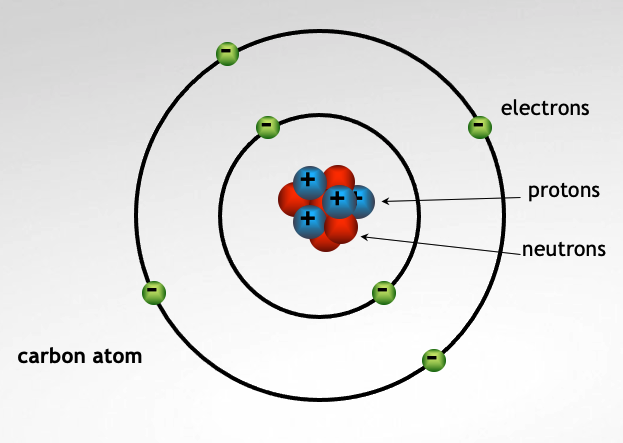 electrons
protons
neutrons
carbon atom
-
-
-
-
-
-
+
+
+
+